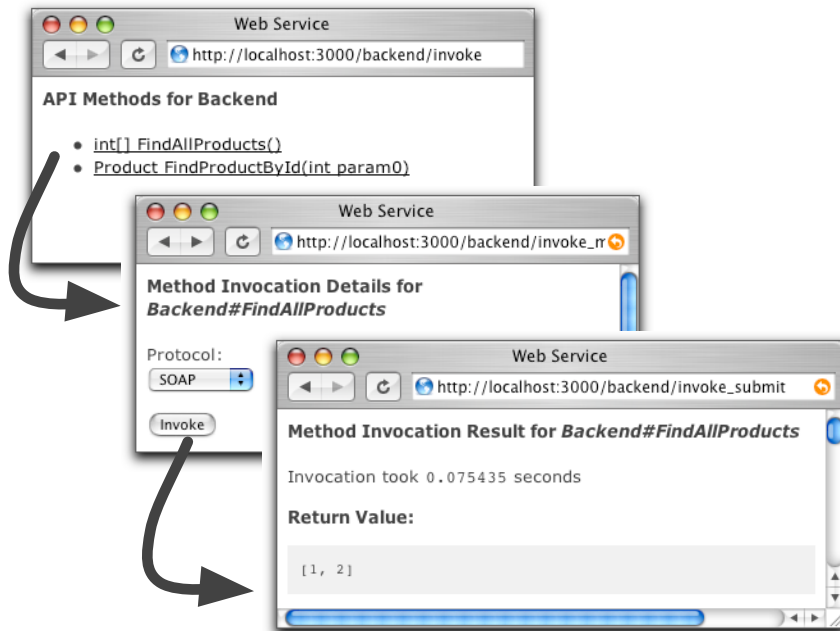 Web Service
http://localhost:3000/backend/invoke
API Methods for Backend
int[] FindAllProducts()
Product FindProductById(int param0)
Web Service
http://localhost:3000/backend/invoke_m
Method Invocation Details for
Backend#FindAllProducts
Protocol:
SOAP
Invoke
Web Service
http://localhost:3000/backend/invoke_submit
Method Invocation Result for Backend#FindAllProducts
Invocation took 0.075435 seconds
Return Value:
[1, 2]